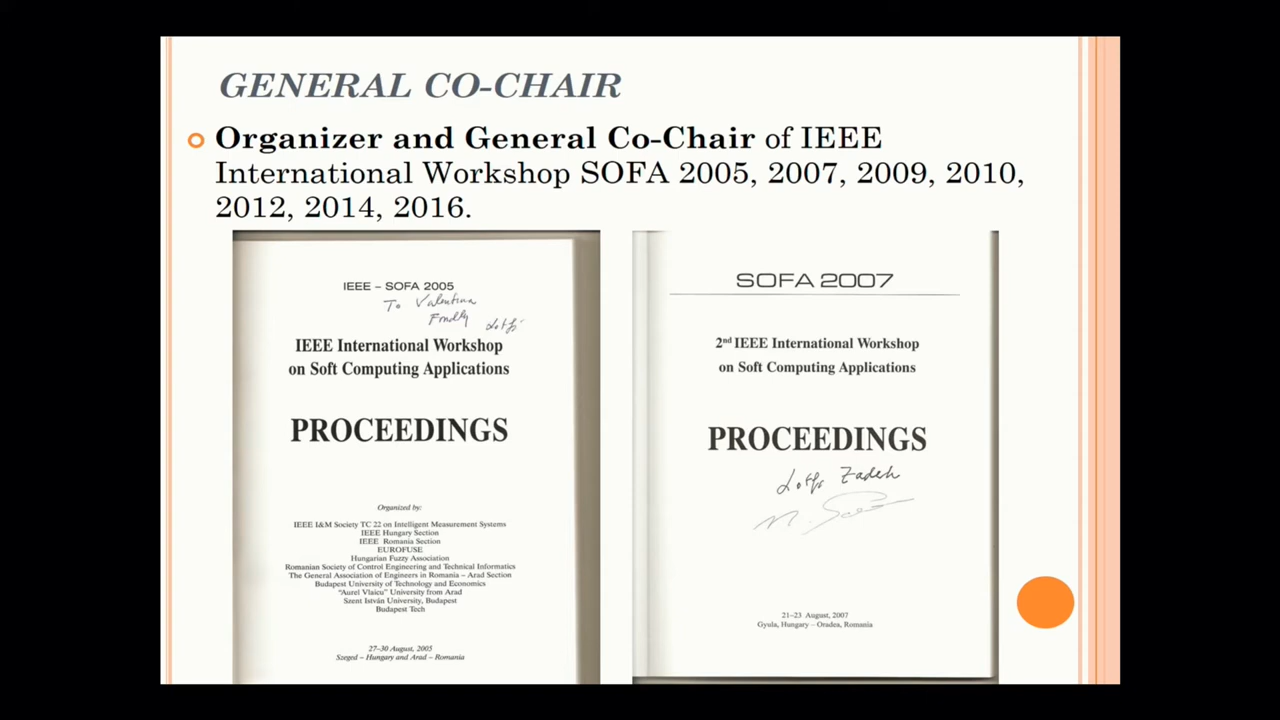 GENERAL CO-CHAIR
Organizer and General Co-Chair of IEEE
International Workshop SOFA 2005, 2007, 2009, 2010,
2012, 2014, 2016.
IEEE – SOFA 2005
To Valentina
Fondly
Lotfi
IEEE International Workshop
on Soft Computing Applications
PROCEEDINGS
Organized by:
IEEE I&M Society TC 22 on Intelligent Measurement Systems
IEEE Hungary Section
IEEE Romania Section
EUROFUSE
Hungarian Fuzzy Association
Romanian Society of Control Engineering and Technical Informatics
The General Association of Engineers in Romania – Arad Section
Budapest University of Technology and Economics
"Aurel Vlaicu" University from Arad
Szent István University, Budapest
Budapest Tech
27–30 August, 2005
Szeged – Hungary and Arad – Romania
SOFA 2007
2nd IEEE International Workshop
on Soft Computing Applications
PROCEEDINGS
Lotfi Zadeh
21–23 August, 2007
Gyula, Hungary – Oradea, Romania